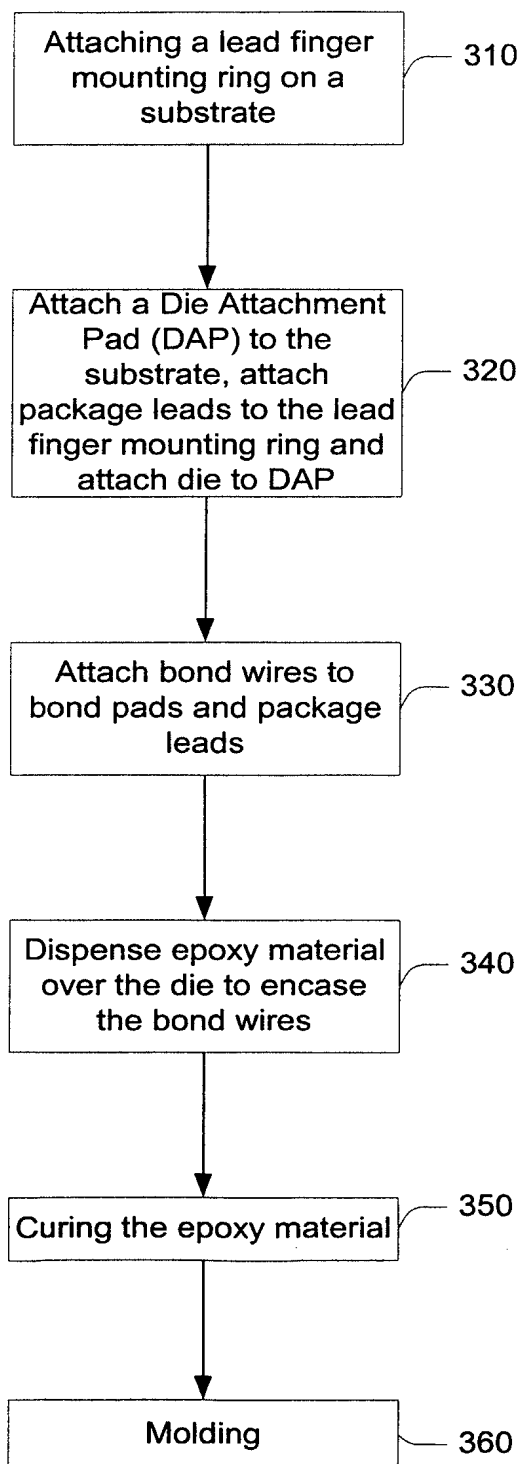 Attaching a lead finger
mounting ring on a
substrate
310
Attach a Die Attachment
Pad (DAP) to the
substrate, attach
package leads to the lead
finger mounting ring and
attach die to DAP
320
Attach bond wires to
bond pads and package
leads
330
Dispense epoxy material
over the die to encase
the bond wires
340
Curing the epoxy material
350
Molding
360